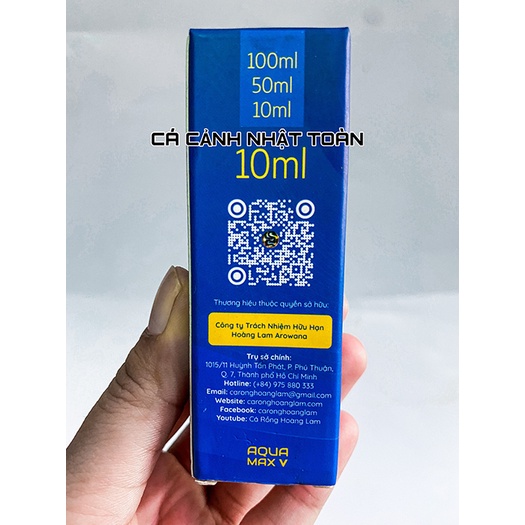 100ml
50ml
10ml
CÁ CẢNH NHẬT TOÀN
10ml
Thương hiệu thuộc quyền sở hữu:
Công ty Trách Nhiệm Hữu Hạn
Hoàng Lam Arowana
Trụ sở chính:
1015/11 Huỳnh Tấn Phát, P. Phú Thuận,
Q. 7, Thành phố Hồ Chí Minh
Hotline: (+84) 975 880 333
Email: caronghoanglam@gmail.com
Website: caronghoanglam.com
Facebook: caronghoanglam
Youtube: Cá Rồng Hoàng Lam
AQUA
MAX V